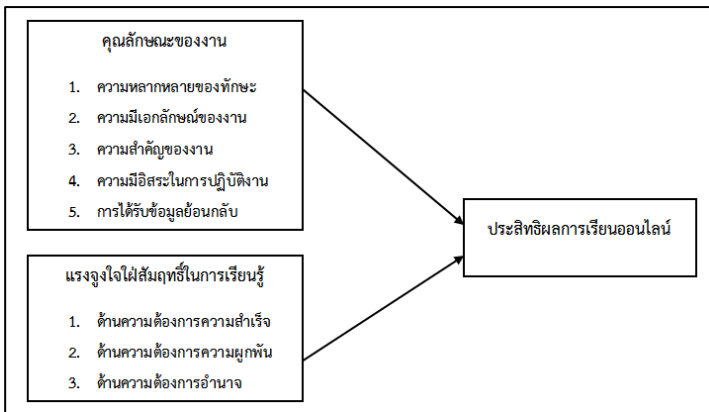 คุณลักษณะของงาน
1. ความหลากหลายของทักษะ
2. ความมีเอกลักษณ์ของงาน
3. ความสำคัญของงาน
4. ความมีอิสระในการปฏิบัติงาน
5. การได้รับข้อมูลย้อนกลับ
แรงจูงใจใฝ่สัมฤทธิ์ในการเรียนรู้
1. ด้านความต้องการความสำเร็จ
2. ด้านความต้องการความผูกพัน
3. ด้านความต้องการอำนาจ
ประสิทธิผลการเรียนออนไลน์